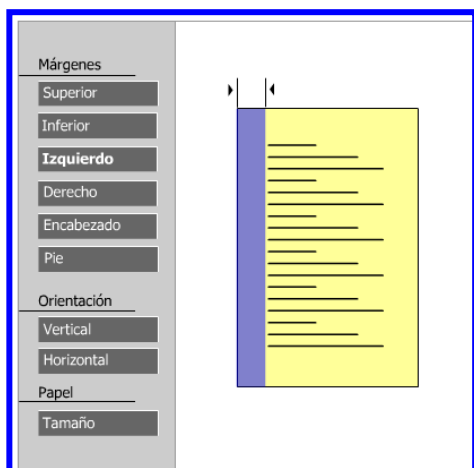 Márgenes
Superior
Inferior
Izquierdo
Derecho
Encabezado
Pie
Orientación
Vertical
Horizontal
Papel
Tamaño